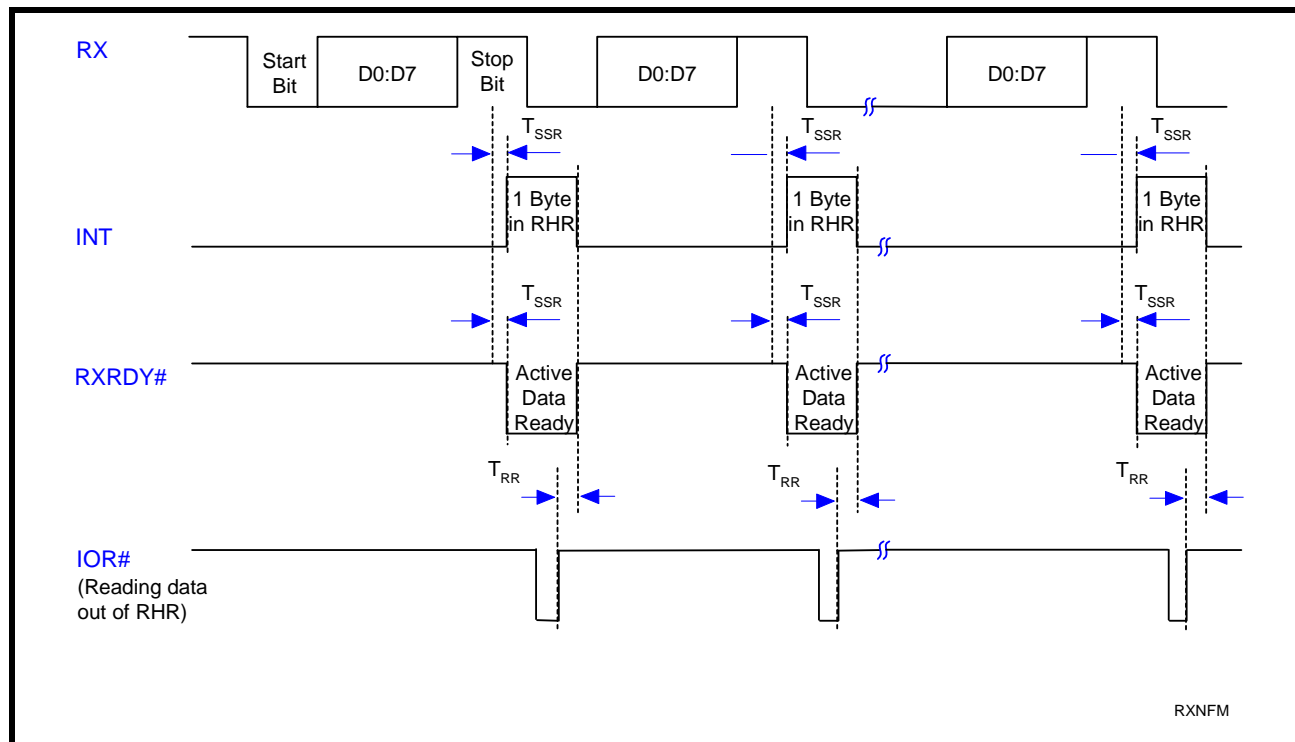 RX
Start
Bit
D0:D7
Stop
Bit
D0:D7
D0:D7
TSSR
TSSR
TSSR
INT
1 Byte
in RHR
1 Byte
in RHR
1 Byte
in RHR
TSSR
TSSR
TSSR
RXRDY#
Active
Data
Ready
Active
Data
Ready
Active
Data
Ready
TRR
TRR
TRR
IOR#
(Reading data
out of RHR)
RXNFM